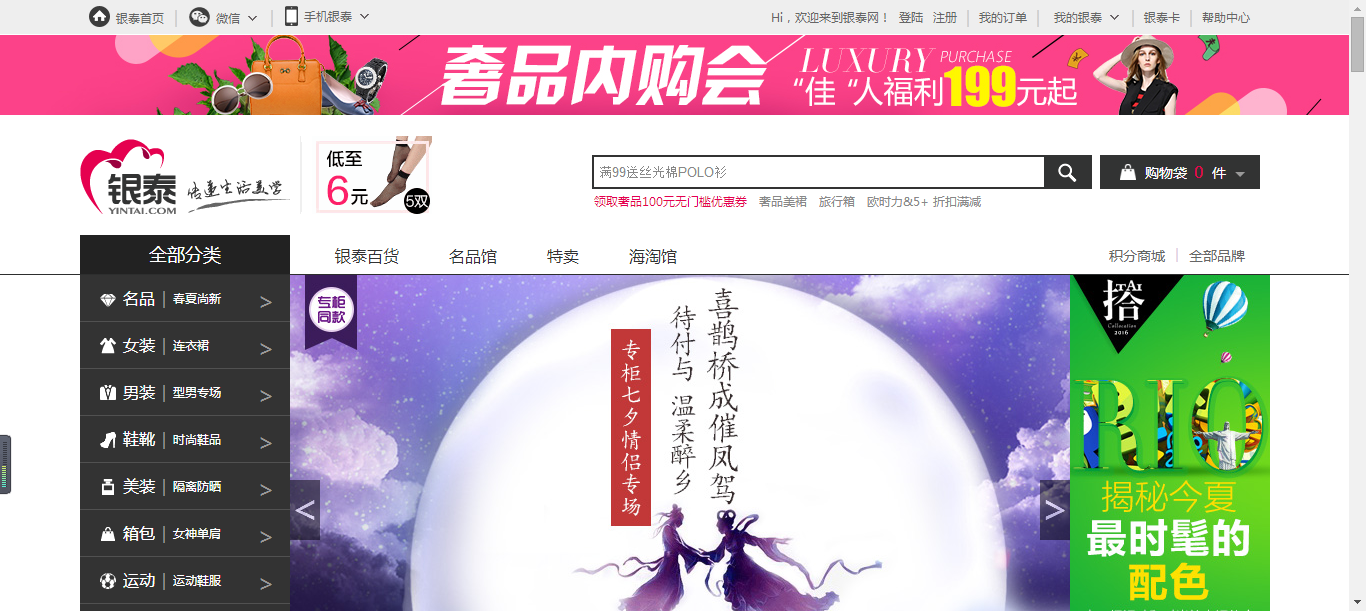 银泰首页 微信 手机银泰 Hi，欢迎来到银泰网！ 登陆 注册 我的订单 我的银泰 银泰卡 帮助中心
奢品内购会
LUXURY PURCHASE
“佳“人福利199元起
银泰
YINTAI.COM
传递生活美学
低至
6元
5双
满99送丝光棉POLO衫
购物袋 0 件
领取奢品100元无门槛优惠券 奢品美裙 旅行箱 欧时力&5+ 折扣满减
全部分类 银泰百货 名品馆 特卖 海淘馆 积分商城 全部品牌
名品 | 春夏尚新 >
女装 | 连衣裙 >
男装 | 型男专场 >
鞋靴 | 时尚鞋品 >
美装 | 隔离防晒 >
箱包 | 女神单肩 >
运动 | 运动鞋服 >
专柜
同款
喜鹊桥成催凤驾
待付与 温柔醉乡
专柜七夕情侣专场
< >
拾
Collocation
2016
RIO
揭秘今夏
最时髦的
配色